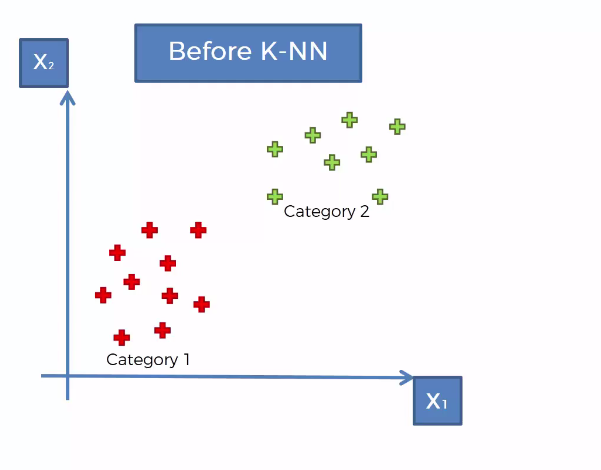 Before K-NN
X₂
Category 2
Category 1
X₁